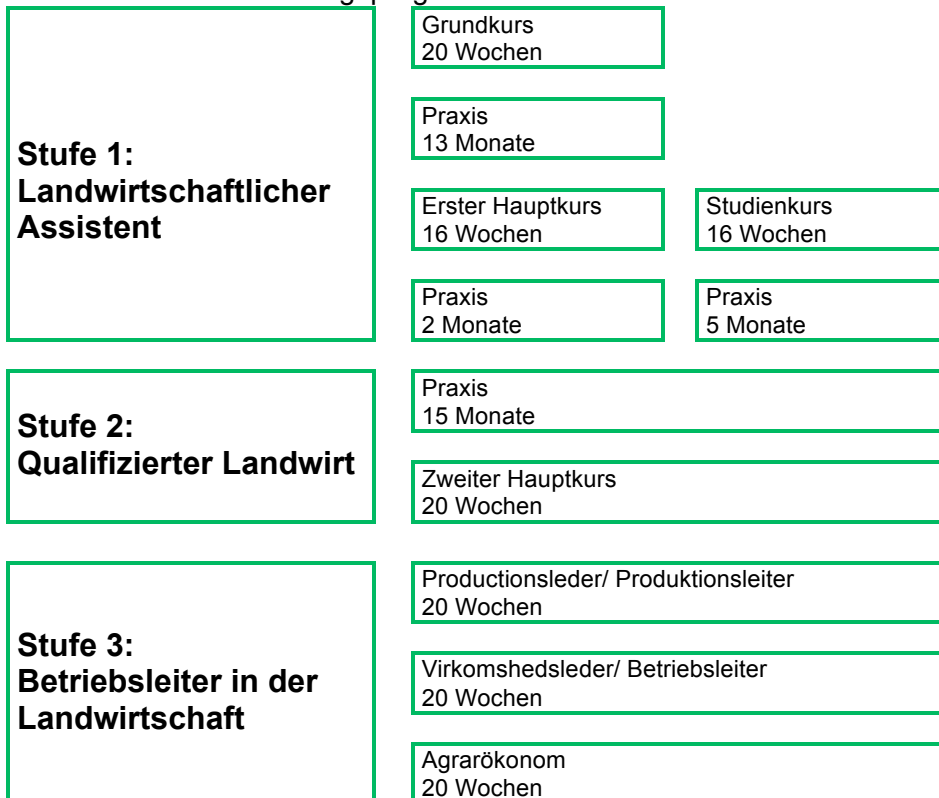 Stufe 1:
Landwirtschaftlicher
Assistent
Grundkurs
20 Wochen
Praxis
13 Monate
Erster Hauptkurs
16 Wochen
Studienkurs
16 Wochen
Praxis
2 Monate
Praxis
5 Monate
Stufe 2:
Qualifizierter Landwirt
Praxis
15 Monate
Zweiter Hauptkurs
20 Wochen
Stufe 3:
Betriebsleiter in der
Landwirtschaft
Productionsleder/ Produktionsleiter
20 Wochen
Virkomshedsleder/ Betriebsleiter
20 Wochen
Agrarökonom
20 Wochen